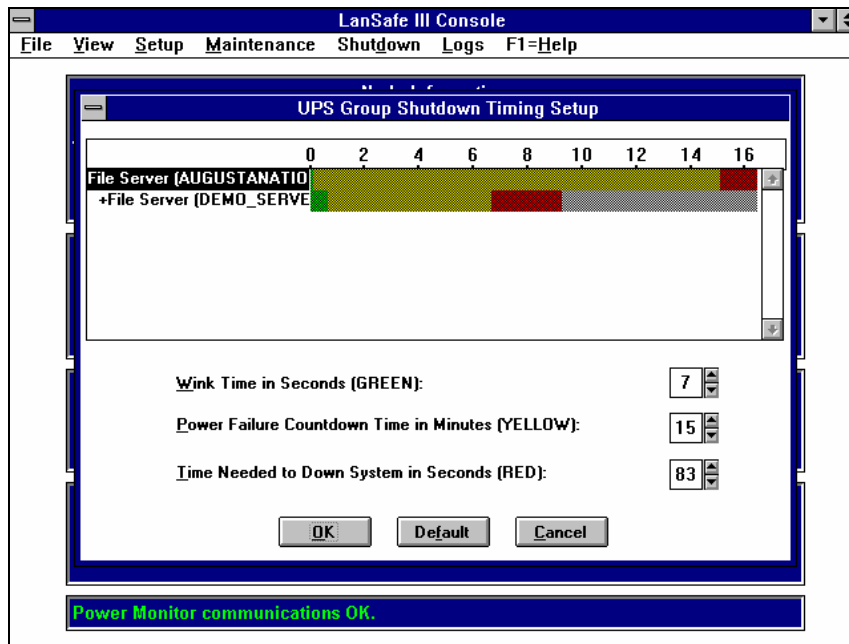 LanSafe III Console
File View Setup Maintenance Shutdown Logs F1=Help
UPS Group Shutdown Timing Setup
0 2 4 6 8 10 12 14 16
File Server (AUGUSTANATIO
+File Server (DEMO_SERVE
Wink Time in Seconds (GREEN): 7
Power Failure Countdown Time in Minutes (YELLOW): 15
Time Needed to Down System in Seconds (RED): 83
OK Default Cancel
Power Monitor communications OK.